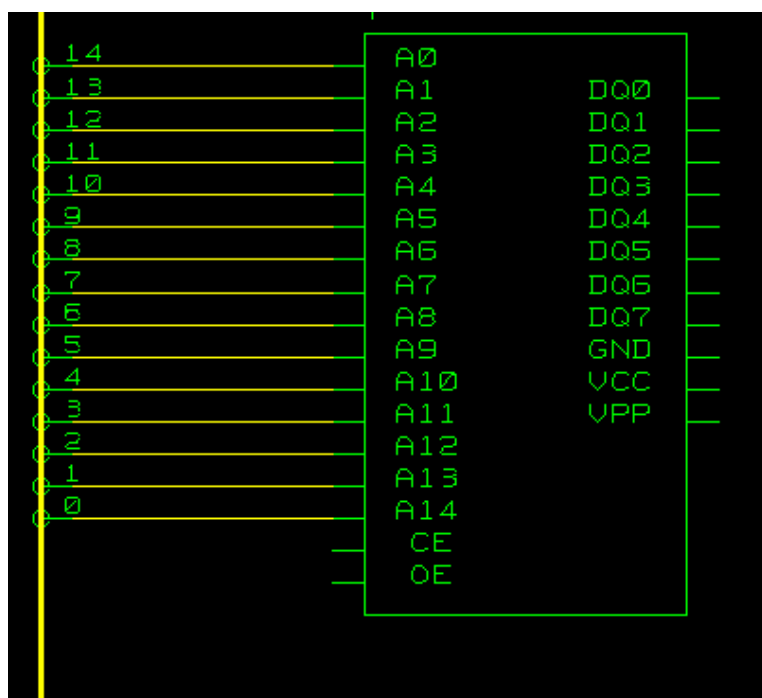 14 A0
13 A1 DQ0
12 A2 DQ1
11 A3 DQ2
10 A4 DQ3
9 A5 DQ4
8 A6 DQ5
7 A7 DQ6
6 A8 DQ7
5 A9 GND
4 A10 VCC
3 A11 VPP
2 A12
1 A13
0 A14
CE
OE